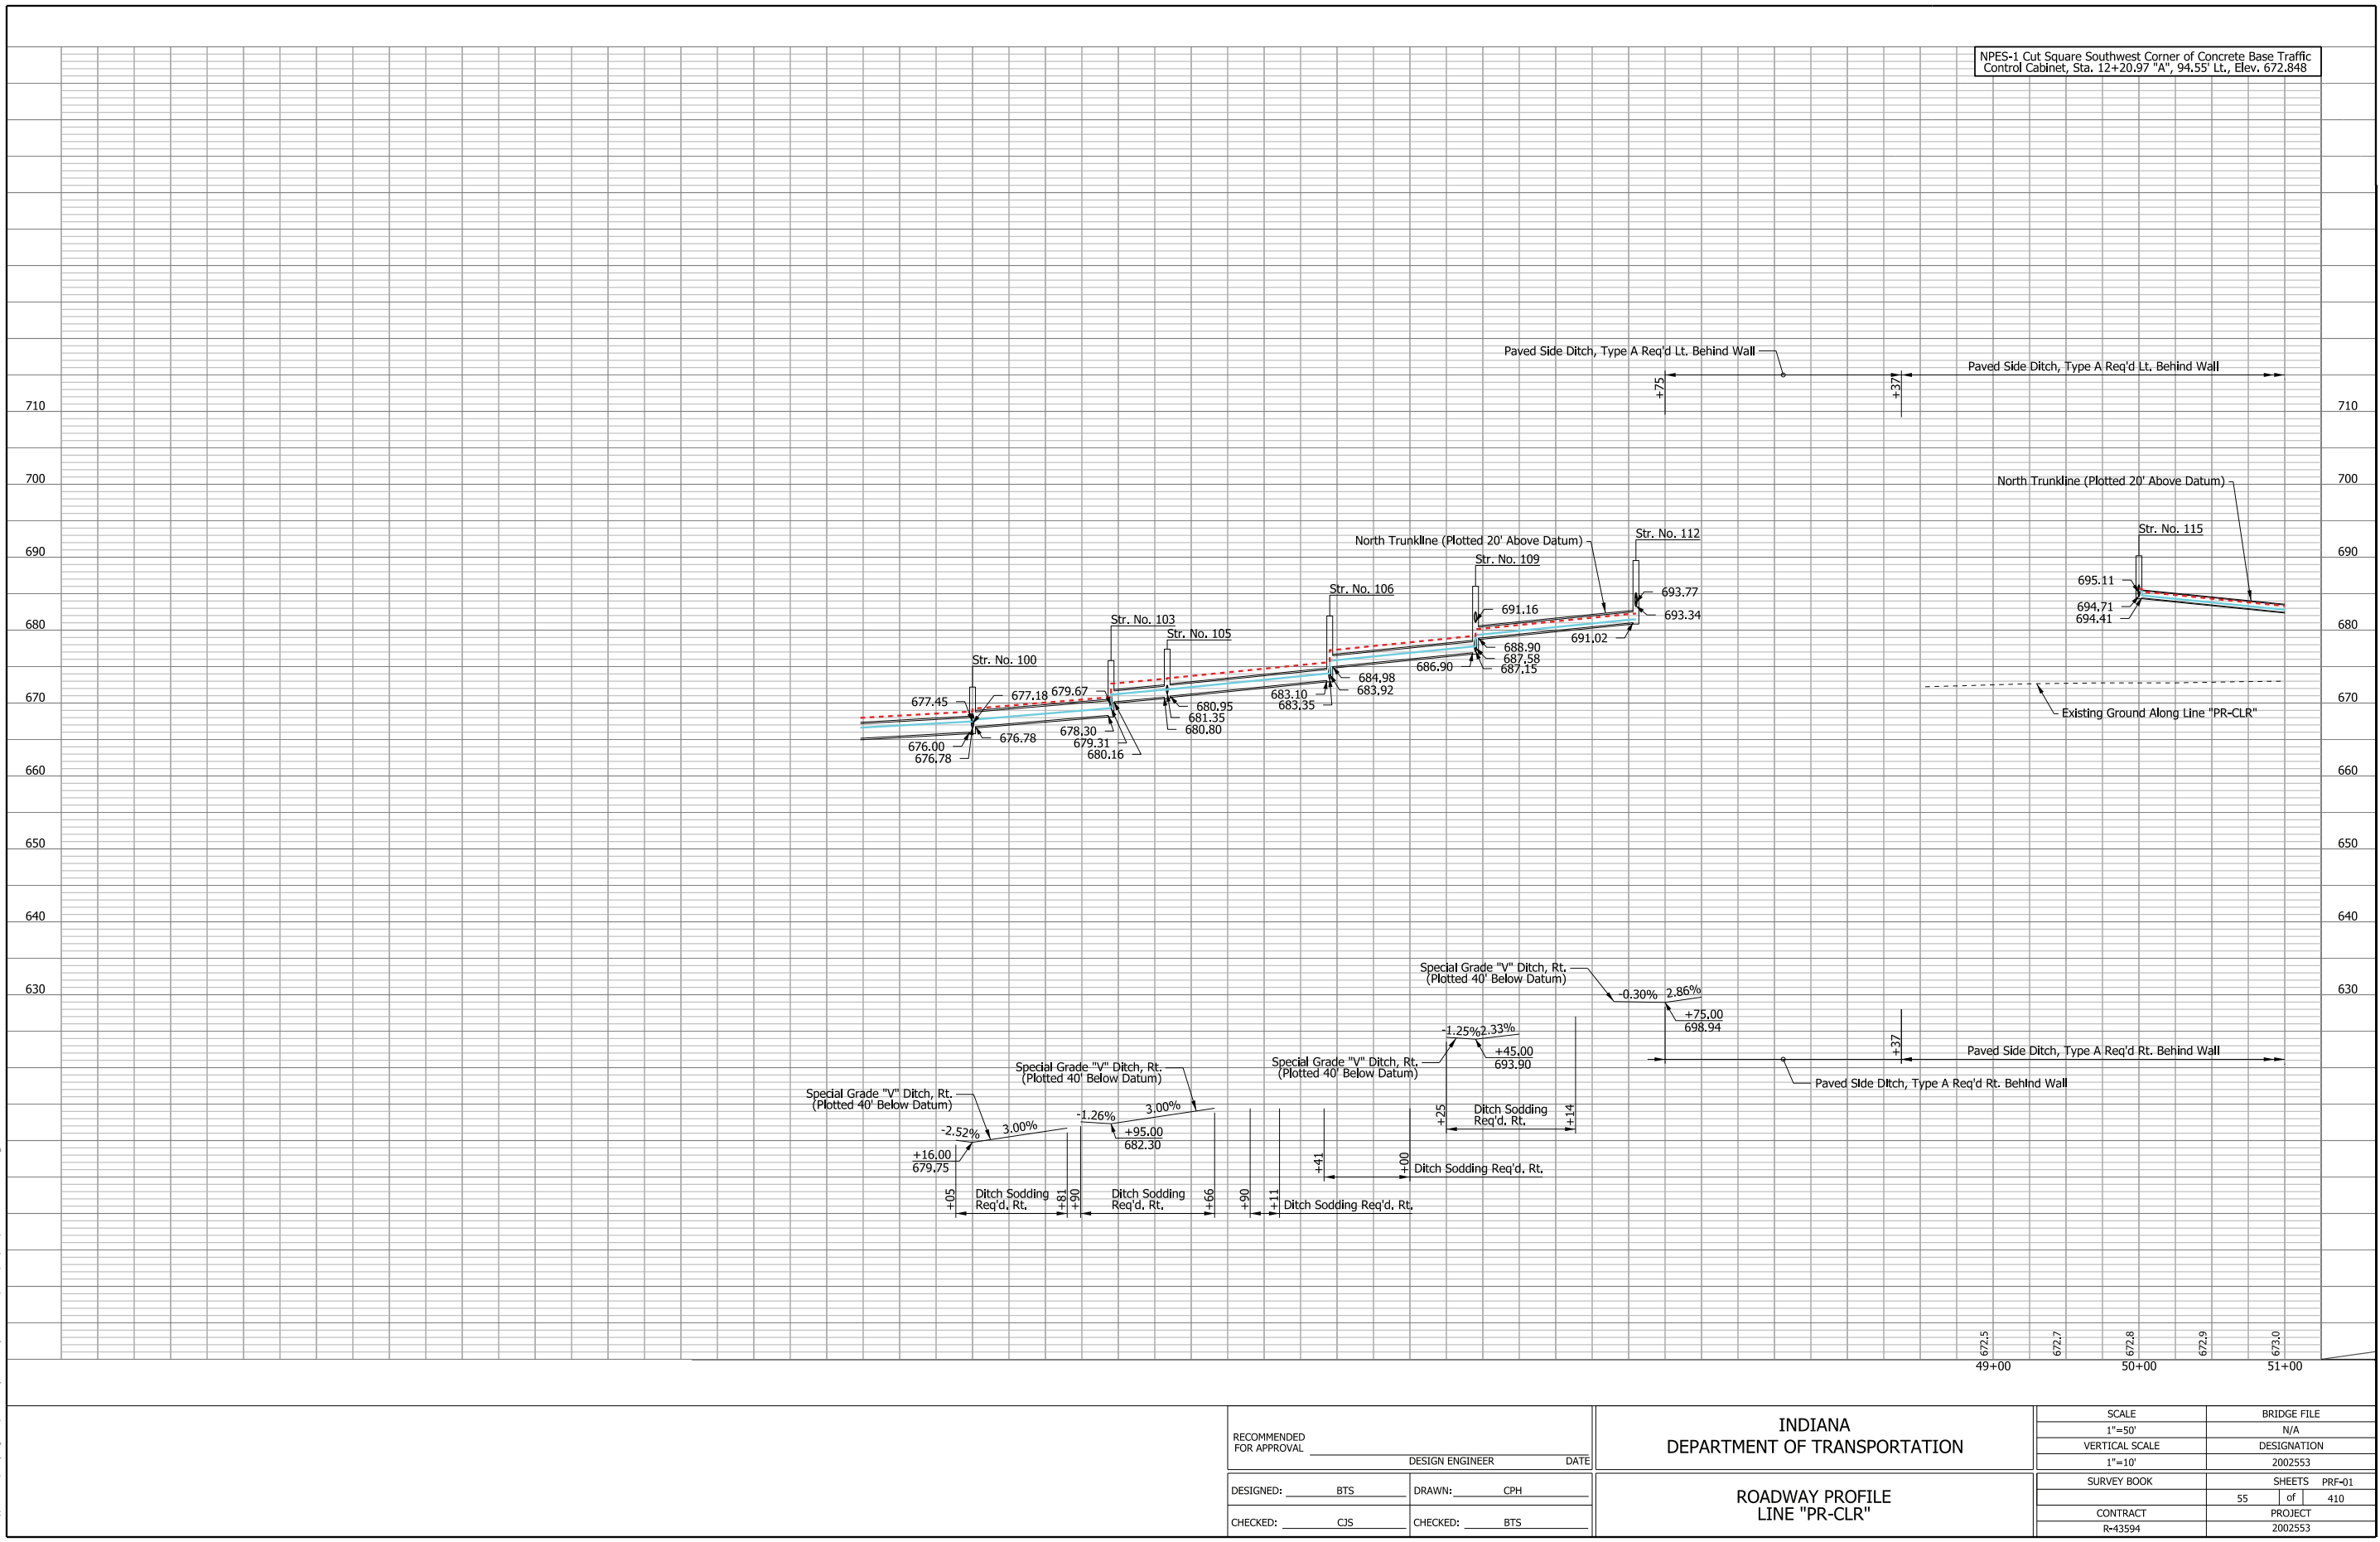 NPES-1 Cut Square Southwest Corner of Concrete Base Traffic
Control Cabinet, Sta. 12+20.97 "A", 94.55' Lt., Elev. 672.848
Paved Side Ditch, Type A Req'd Lt. Behind Wall
Paved Side Ditch, Type A Req'd Lt. Behind Wall
+75
+37
710
710
700
700
North Trunkline (Plotted 20' Above Datum)
Str. No. 115
Str. No. 112
North Trunkline (Plotted 20' Above Datum)
690
690
Str. No. 109
695.11
Str. No. 106
693.77
691.16
694.71
693.34
694.41
Str. No. 103
680
680
Str. No. 105
691.02
688.90
687.58
686.90
687.15
Str. No. 100
684.98
683.92
683.10
683.35
677.45
677.18
679.67
670
670
680.95
681.35
680.80
Existing Ground Along Line "PR-CLR"
676.78
678.30
679.31
680.16
676.00
676.78
660
660
650
650
640
640
630
630
Special Grade "V" Ditch, Rt.
(Plotted 40' Below Datum)
-0.30%
2.86%
+75.00
698.94
-1.25%
2.33%
+45.00
693.90
+37
Paved Side Ditch, Type A Req'd Rt. Behind Wall
Special Grade "V" Ditch, Rt.
(Plotted 40' Below Datum)
Special Grade "V" Ditch, Rt.
(Plotted 40' Below Datum)
Paved Side Ditch, Type A Req'd Rt. Behind Wall
Special Grade "V" Ditch, Rt.
(Plotted 40' Below Datum)
-2.52%
3.00%
-1.26%
3.00%
+95.00
682.30
+16.00
679.75
+25
Ditch Sodding
Req'd. Rt.
+14
+41
+00
Ditch Sodding Req'd. Rt.
+05
Ditch Sodding
Req'd. Rt.
+81
+90
Ditch Sodding
Req'd. Rt.
+66
+90
+11
Ditch Sodding Req'd. Rt.
672.5
672.7
672.8
672.9
673.0
49+00
50+00
51+00
RECOMMENDED
FOR APPROVAL
DESIGN ENGINEER
DATE
DESIGNED:
BTS
DRAWN:
CPH
CHECKED:
CJS
CHECKED:
BTS
INDIANA
DEPARTMENT OF TRANSPORTATION
ROADWAY PROFILE
LINE "PR-CLR"
SCALE
1"=50'
VERTICAL SCALE
1"=10'
SURVEY BOOK
CONTRACT
R-43594
BRIDGE FILE
N/A
DESIGNATION
2002553
SHEETS PRF-01
55 of 410
PROJECT
2002553